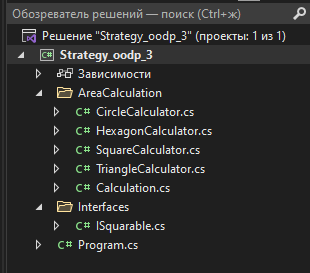 Обозреватель решений — поиск (Ctrl+ж)
Решение "Strategy_oodp_3" (проекты: 1 из 1)
Strategy_oodp_3
Зависимости
AreaCalculation
C# CircleCalculator.cs
C# HexagonCalculator.cs
C# SquareCalculator.cs
C# TriangleCalculator.cs
C# Calculation.cs
Interfaces
C# ISquarable.cs
C# Program.cs